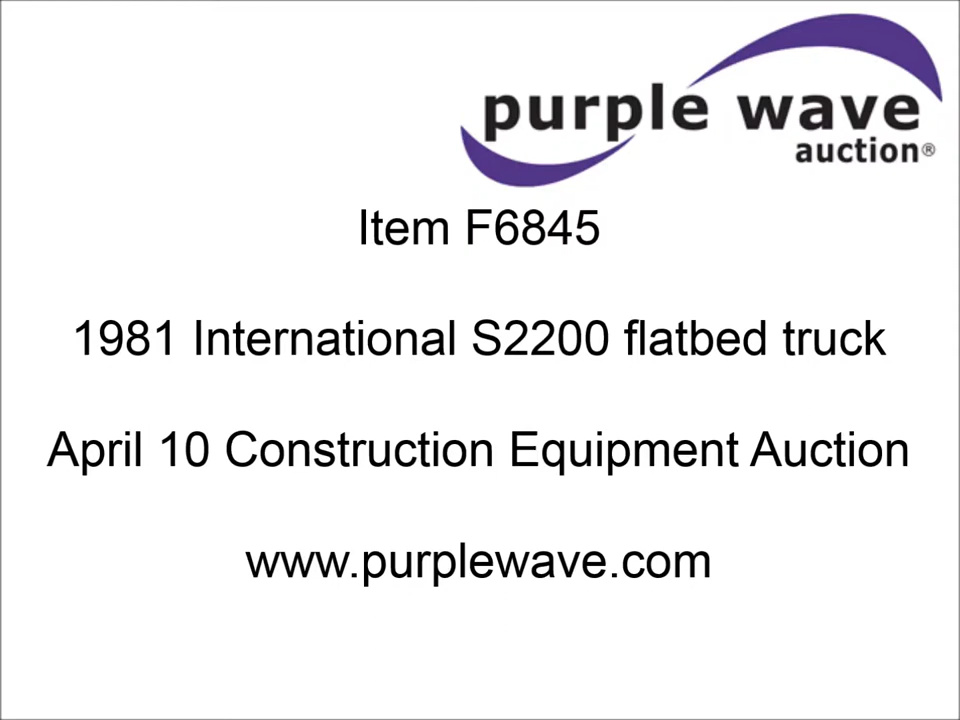 purple wave
auction®
Item F6845
1981 International S2200 flatbed truck
April 10 Construction Equipment Auction
www.purplewave.com